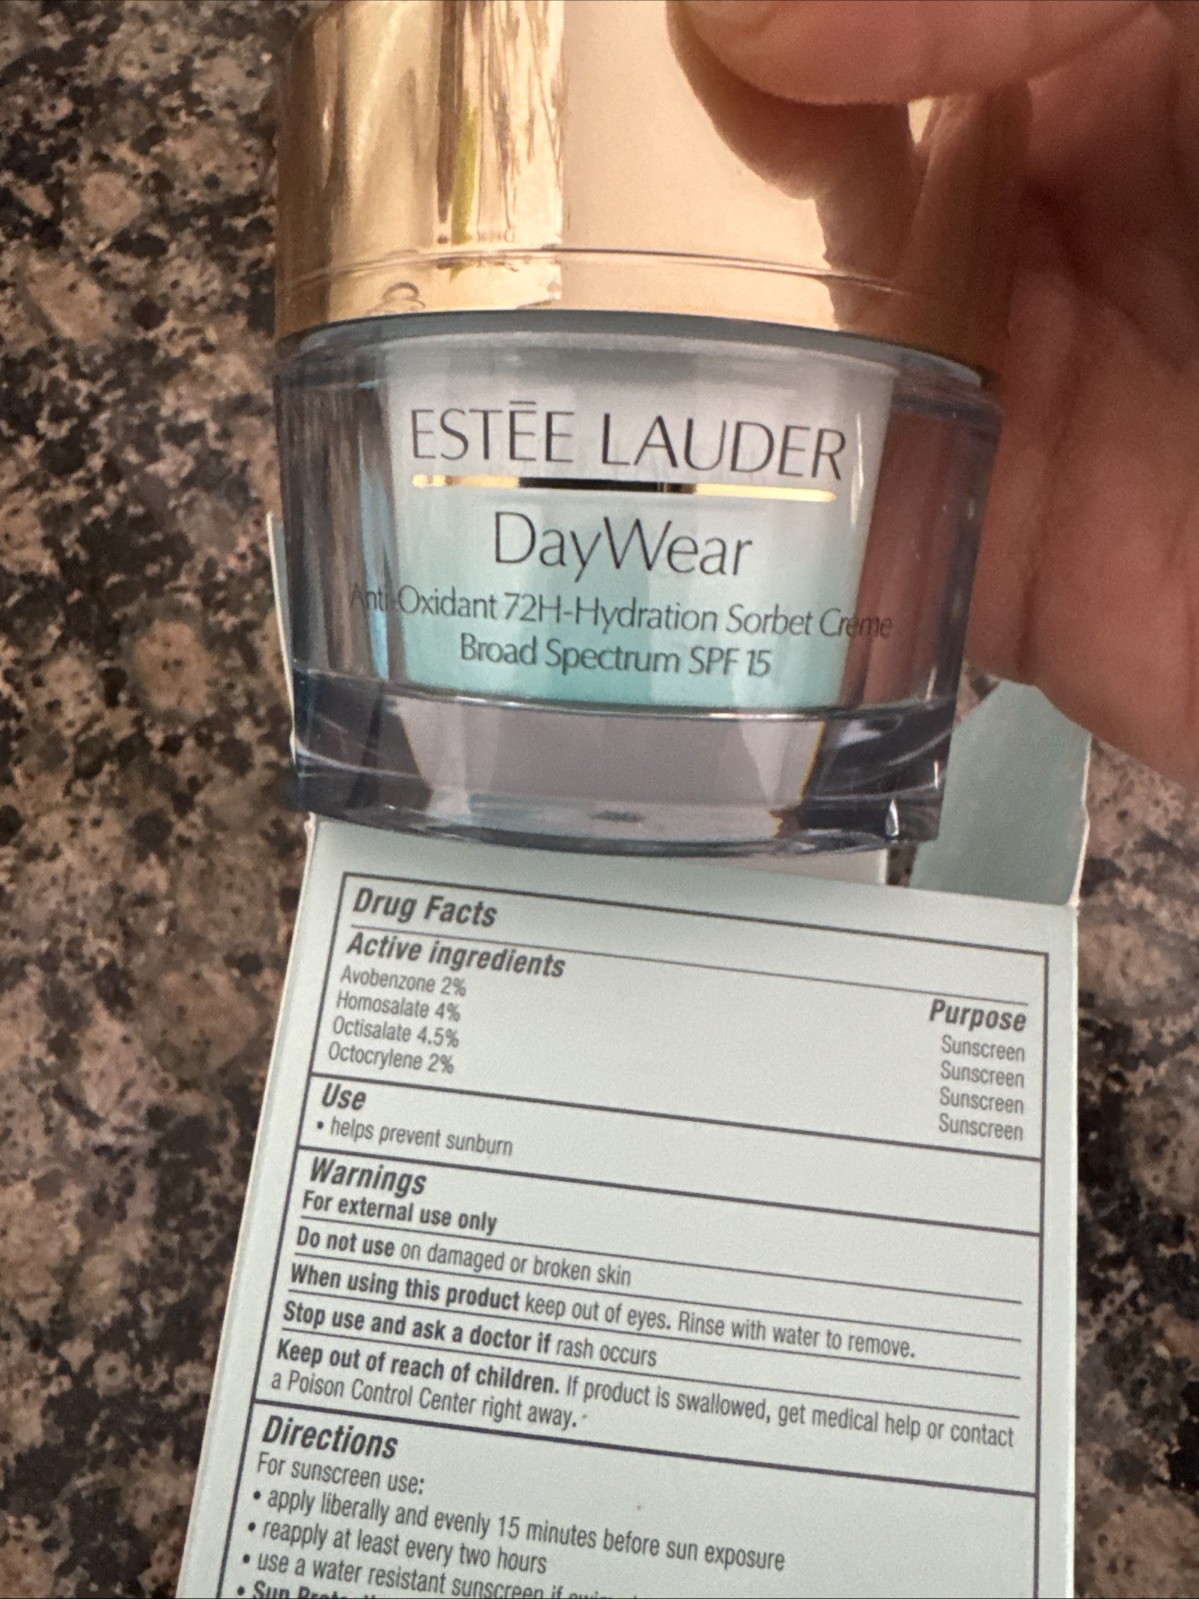 ESTĒE LAUDER
DayWear
Anti-Oxidant 72H-Hydration Sorbet Creme
Broad Spectrum SPF 15
Drug Facts
Active ingredients Purpose
Avobenzone 2% Sunscreen
Homosalate 4% Sunscreen
Octisalate 4.5% Sunscreen
Octocrylene 2% Sunscreen
Use
• helps prevent sunburn
Warnings
For external use only
Do not use on damaged or broken skin
When using this product keep out of eyes. Rinse with water to remove.
Stop use and ask a doctor if rash occurs
Keep out of reach of children. If product is swallowed, get medical help or contact
a Poison Control Center right away.
Directions
For sunscreen use:
• apply liberally and evenly 15 minutes before sun exposure
• reapply at least every two hours
• use a water resistant sunscreen if
• Sun